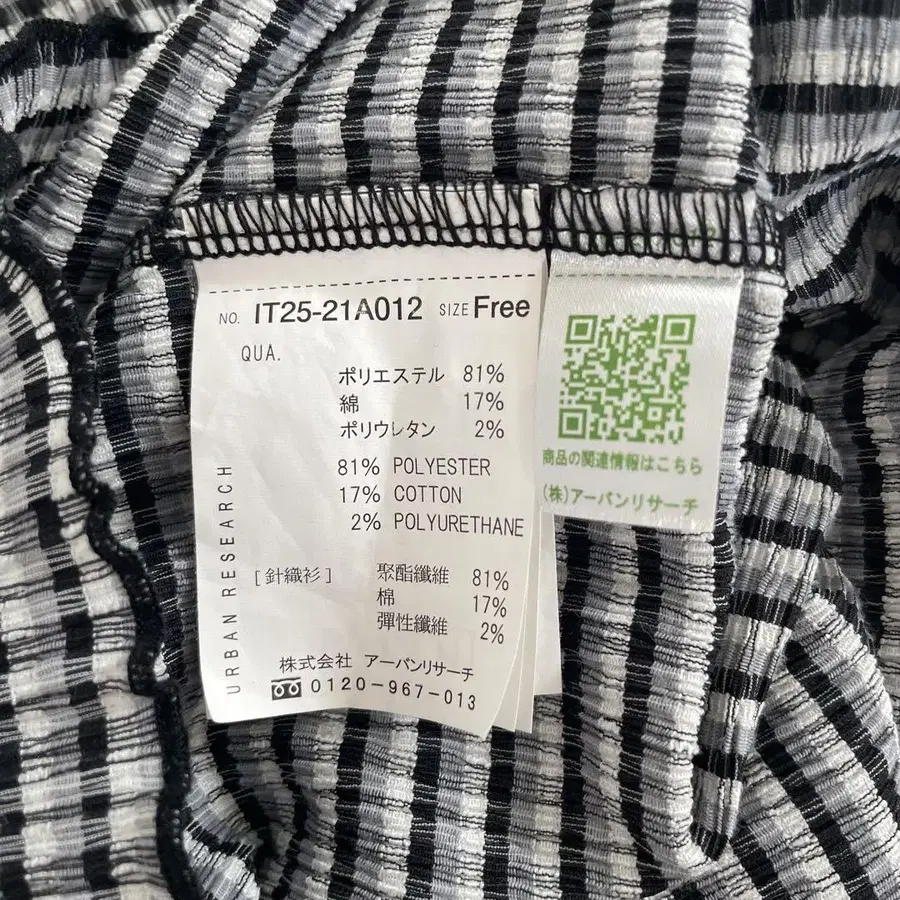 NO. IT25-21A012 SIZE Free
QUA.
ポリエステル 81%
綿 17%
ポリウレタン 2%
81% POLYESTER
17% COTTON
2% POLYURETHANE
[針織衫]
聚酯纖維 81%
棉 17%
彈性纖維 2%
URBAN RESEARCH
株式会社 アーバンリサーチ
0120-967-013
商品の関連情報はこちら
(株)アーバンリサーチ